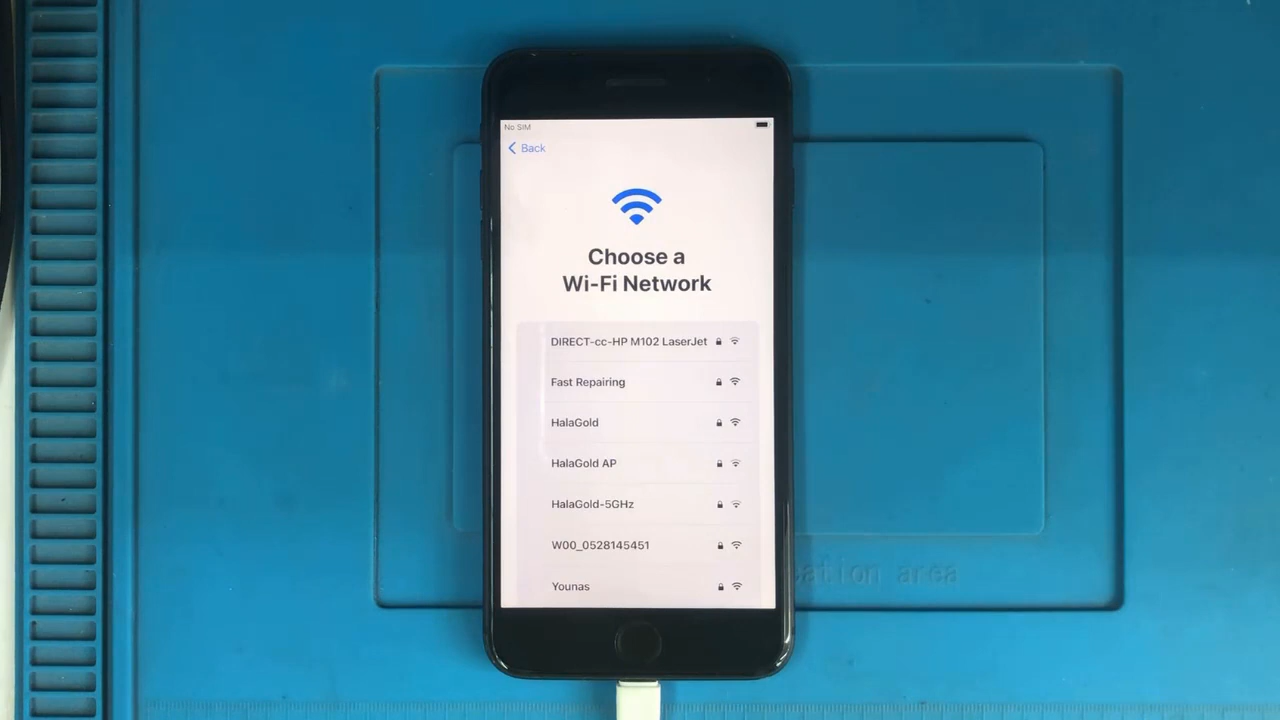 No SIM
Back
Choose a
Wi-Fi Network
DIRECT-cc-HP M102 LaserJet
Fast Repairing
HalaGold
HalaGold AP
HalaGold-5GHz
W00_0528145451
Younas
area